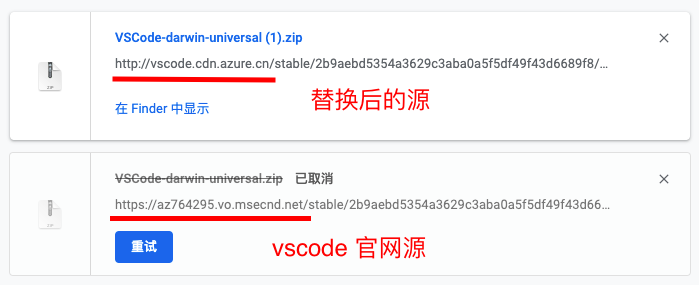 VSCode-darwin-universal (1).zip
http://vscode.cdn.azure.cn/stable/2b9aebd5354a3629c3aba0a5f5df49f43d6689f8/…
ZIP
在 Finder 中显示
替换后的源
VSCode-darwin-universal.zip 已取消
https://az764295.vo.msecnd.net/stable/2b9aebd5354a3629c3aba0a5f5df49f43d66…
ZIP
重试
vscode 官网源